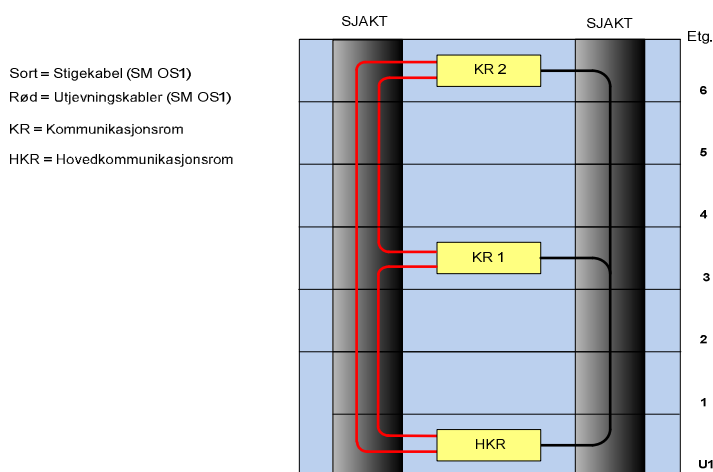 SJAKT
SJAKT
Etg.
Sort = Stigekabel (SM OS1)
Rød = Utjevningskabler (SM OS1)
KR = Kommunikasjonsrom
HKR = Hovedkommunikasjonsrom
KR 2
6
5
4
KR 1
3
2
1
HKR
U1